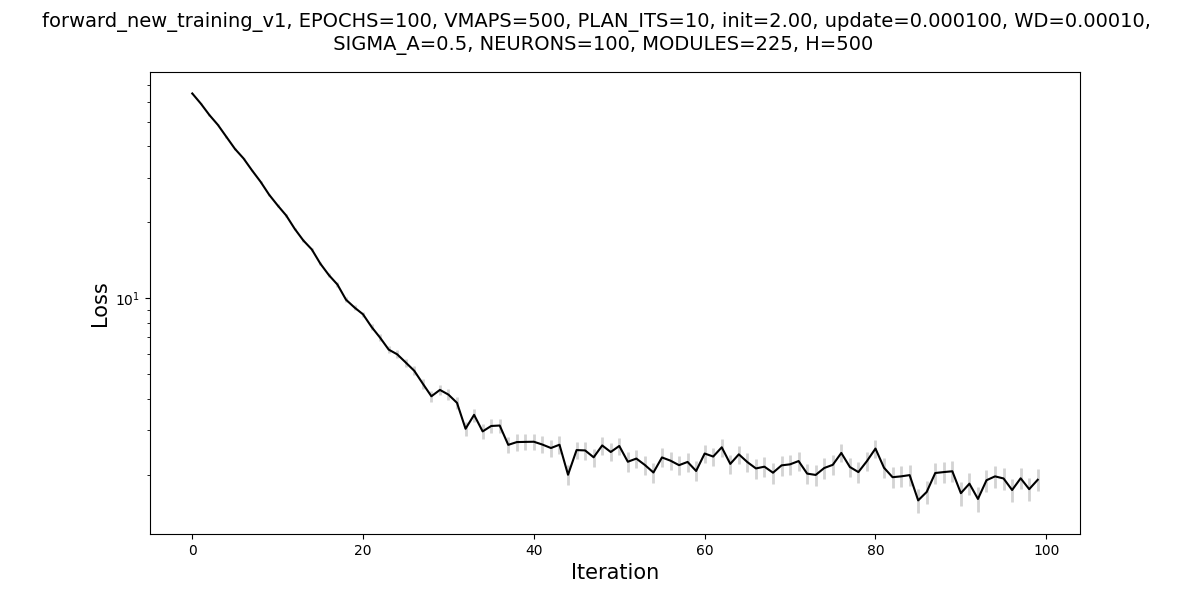 forward_new_training_v1, EPOCHS=100, VMAPS=500, PLAN_ITS=10, init=2.00, update=0.000100, WD=0.00010,
SIGMA_A=0.5, NEURONS=100, MODULES=225, H=500
Loss
10¹
0 20 40 60 80 100
Iteration